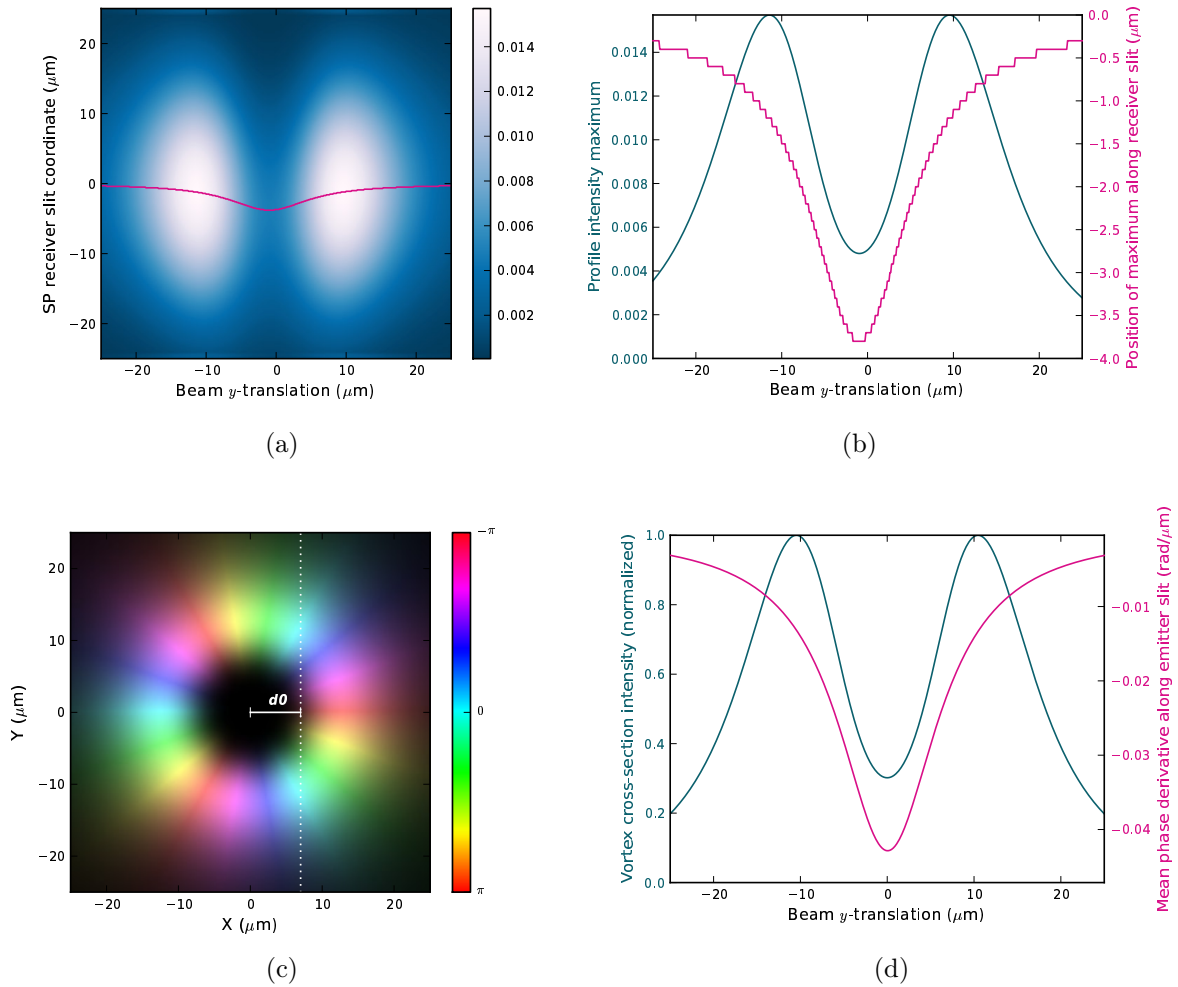 20
10
0
−10
−20
SP receiver slit coordinate (μm)
−20 −10 0 10 20
Beam y-translation (μm)
0.014
0.012
0.010
0.008
0.006
0.004
0.002
(a)
0.014
0.012
0.010
0.008
0.006
0.004
0.002
0.000
Profile intensity maximum
−20 −10 0 10 20
Beam y-translation (μm)
0.0
−0.5
−1.0
−1.5
−2.0
−2.5
−3.0
−3.5
−4.0
Position of maximum along receiver slit (μm)
(b)
20
10
0
−10
−20
Y (μm)
d0
−20 −10 0 10 20
X (μm)
−π
0
π
(c)
1.0
0.8
0.6
0.4
0.2
0.0
Vortex cross-section intensity (normalized)
−20 −10 0 10 20
Beam y-translation (μm)
−0.01
−0.02
−0.03
−0.04
Mean phase derivative along emitter slit (rad/μm)
(d)